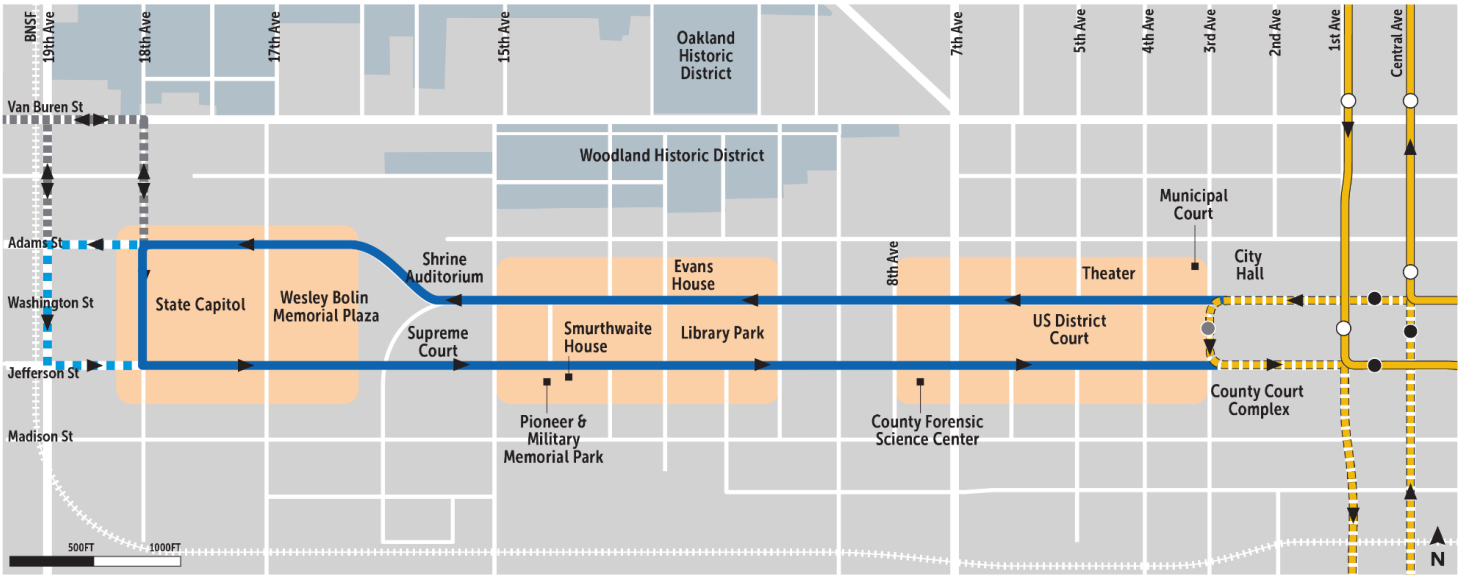 BNSF
19th Ave
18th Ave
17th Ave
15th Ave
7th Ave
5th Ave
4th Ave
3rd Ave
2nd Ave
1st Ave
Central Ave
Oakland
Historic
District
Van Buren St
Woodland Historic District
Municipal
Court
Adams St
Shrine
Auditorium
Evans
House
8th Ave
Theater
City
Hall
Washington St
State Capitol
Wesley Bolin
Memorial Plaza
Supreme
Court
Smurthwaite
House
Library Park
US District
Court
Jefferson St
County Court
Complex
Pioneer &
Military
Memorial Park
County Forensic
Science Center
Madison St
500FT
1000FT
N